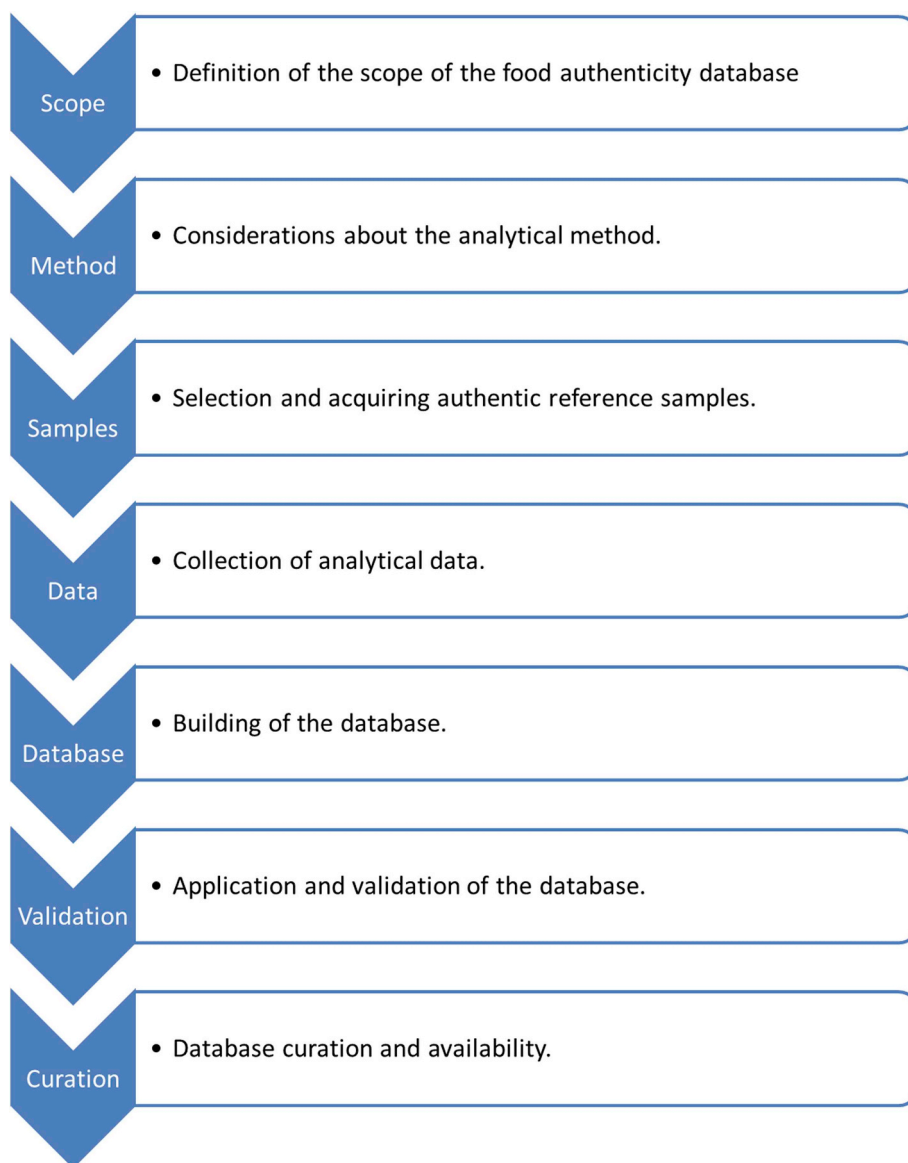 Scope
• Definition of the scope of the food authenticity database
Method
• Considerations about the analytical method.
Samples
• Selection and acquiring authentic reference samples.
Data
• Collection of analytical data.
Database
• Building of the database.
Validation
• Application and validation of the database.
Curation
• Database curation and availability.